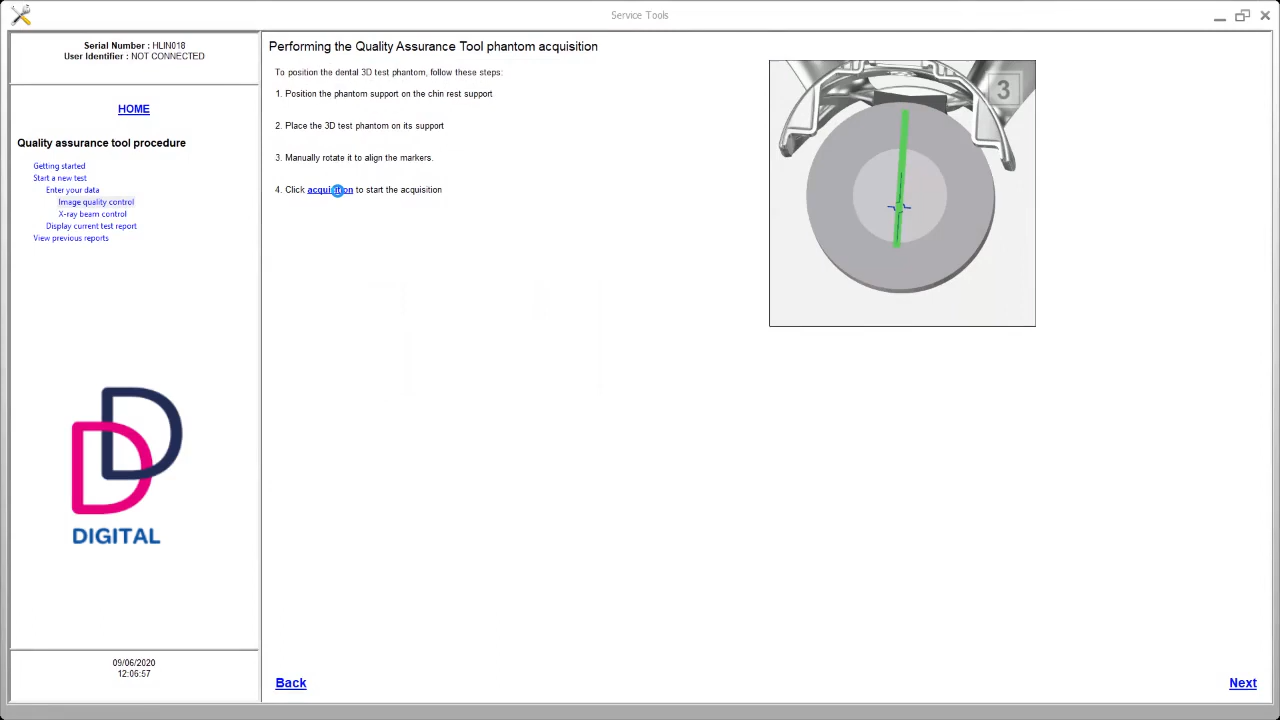 Service Tools
Serial Number : HLIN018
User Identifier : NOT CONNECTED
HOME
Quality assurance tool procedure
Getting started
Start a new test
Enter your data
Image quality control
X-ray beam control
Display current test report
View previous reports
DIGITAL
09/06/2020
12:06:57
Performing the Quality Assurance Tool phantom acquisition
To position the dental 3D test phantom, follow these steps:
1. Position the phantom support on the chin rest support
2. Place the 3D test phantom on its support
3. Manually rotate it to align the markers.
4. Click acquisition to start the acquisition
3
Back
Next